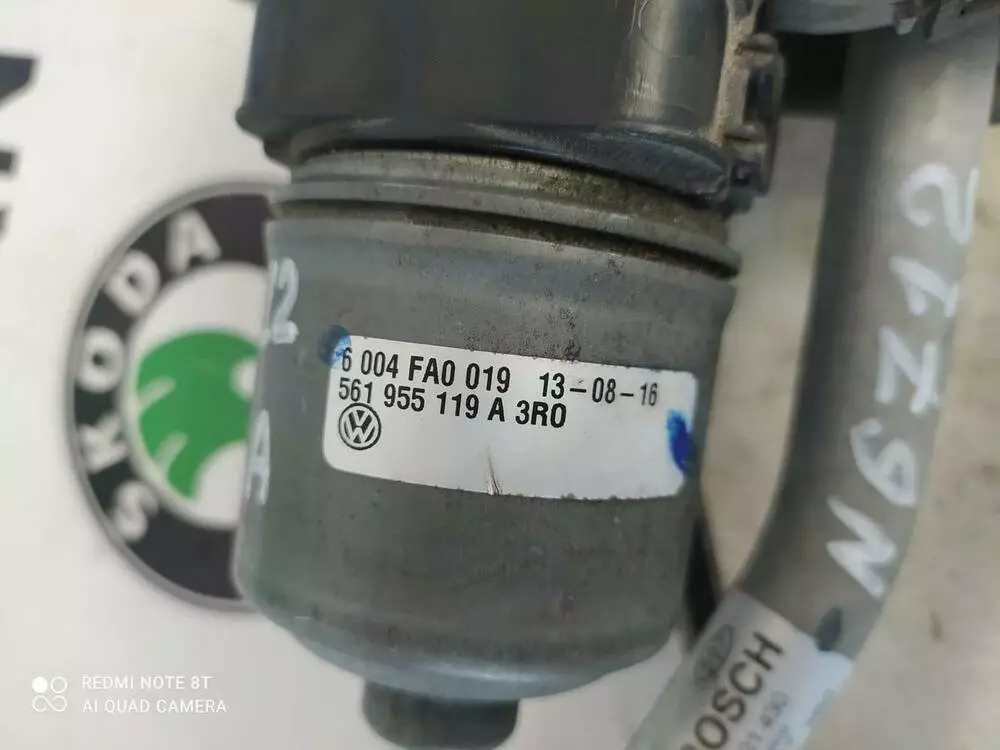 SKODA
6 004 FA0 019 13-08-16
561 955 119 A 3R0
N6Z12
BOSCH
REDMI NOTE 8T
AI QUAD CAMERA